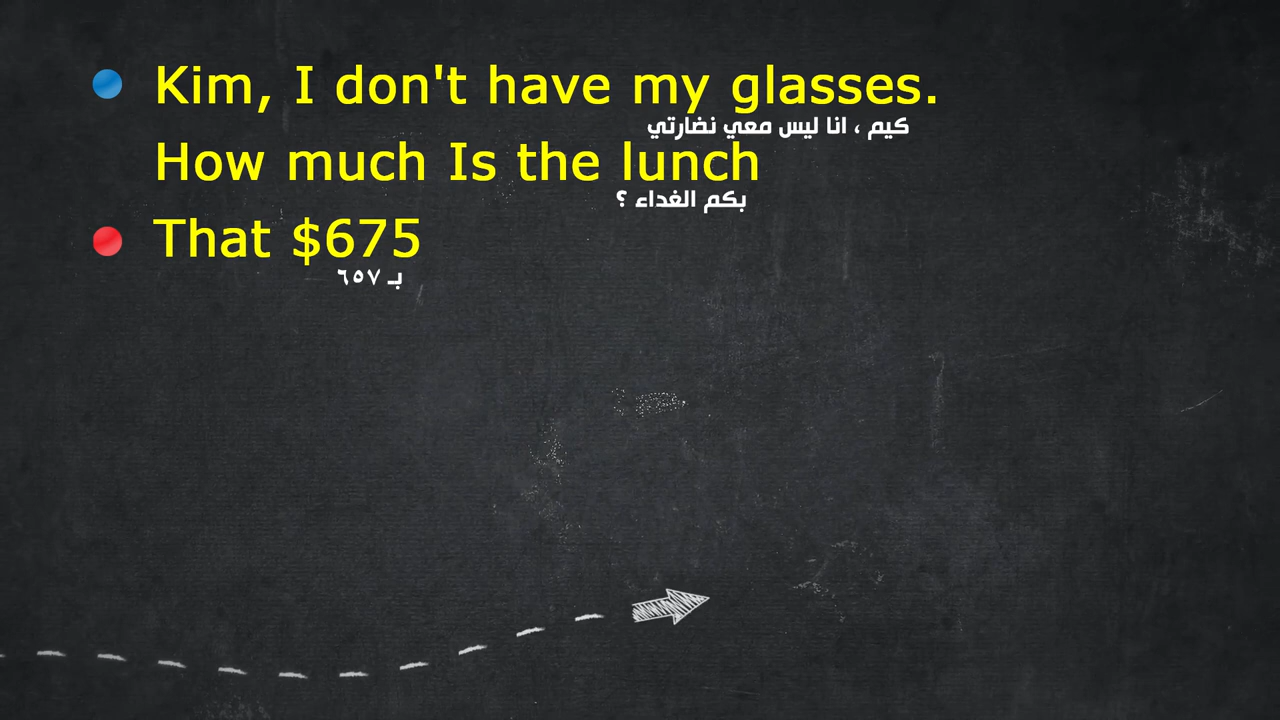 Kim, I don't have my glasses.
كيم ، انا ليس معي نضارتي
How much Is the lunch
بكم الغداء ؟
That $675
بـ ٦٥٧